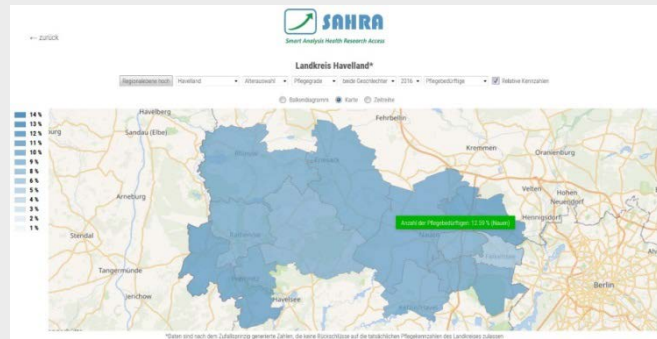 SAHRA
← zurück
Smart Analysis Health Research Access
Landkreis Havelland*
Regionalebene hoch Havelland Altersauswahl Pflegegrade beide Geschlechter 2016 Pflegebedürftige Relative Kennzahlen
Balkendiagramm Karte Zeitreihe
14 %
13 %
12 %
11 %
10 %
9 %
8 %
6 %
5 %
4 %
3 %
2 %
1 %
Havelberg
Fehrbellin
Sandau (Elbe)
Kremmen
Oranienburg
Arneburg
Velten
Hohen
Neuendorf
Hennigsdorf
Anzahl der Pflegebedürftigen: 12.59 % (Nauen)
Stendal
Tangermünde
Jerichow
Havelsee
Berlin
*Daten sind nach dem Zufallsprinzip generierte Zahlen, die keine Rückschlüsse auf die tatsächlichen Pflegekennzahlen des Landkreises zulassen